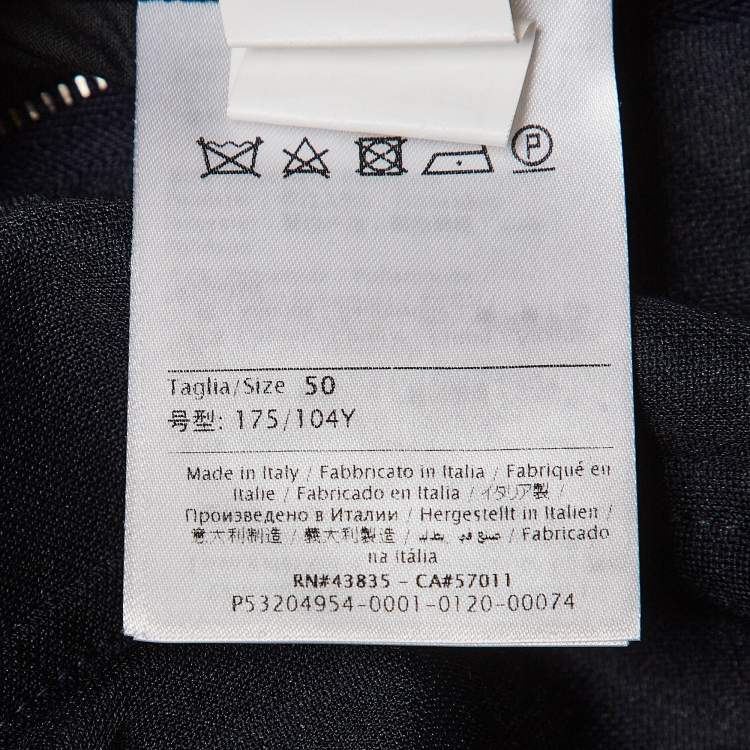 P
Taglia/Size 50
号型: 175/104Y
Made in Italy / Fabbricato in Italia / Fabriqué en
Italie / Fabricado en Italia / イタリア製 /
Произведено в Италии / Hergestellt in Italien /
意大利制造 / 義大利製造 / صنع في إيطاليا / Fabricado
na Itália
RN#43835 - CA#57011
P53204954-0001-0120-00074